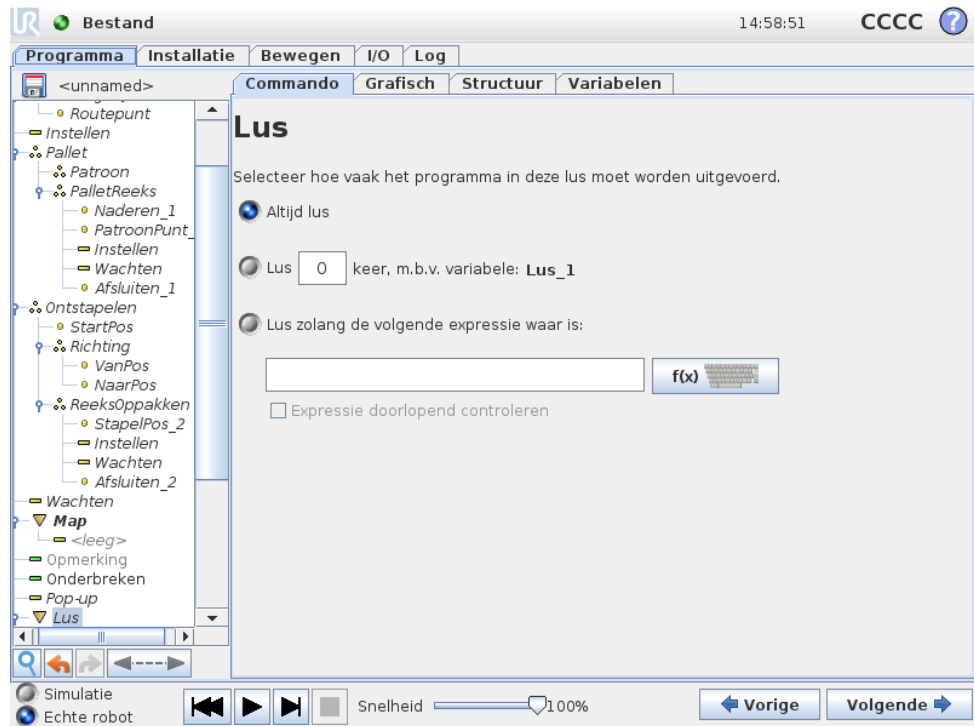 UR Bestand 14:58:51 CCCC ?
Programma Installatie Bewegen I/O Log
<unnamed>
Commando Grafisch Structuur Variabelen
Routepunt
Instellen
Pallet
Patroon
PalletReeks
Naderen_1
PatroonPunt_
Instellen
Wachten
Afsluiten_1
Ontstapelen
StartPos
Richting
VanPos
NaarPos
ReeksOppakken
StapelPos_2
Instellen
Wachten
Afsluiten_2
Wachten
Map
<leeg>
Opmerking
Onderbreken
Pop-up
Lus
Lus
Selecteer hoe vaak het programma in deze lus moet worden uitgevoerd.
Altijd lus
Lus 0 keer, m.b.v. variabele: Lus_1
Lus zolang de volgende expressie waar is:
f(x)
Expressie doorlopend controleren
Simulatie
Echte robot
Snelheid 100%
Vorige Volgende